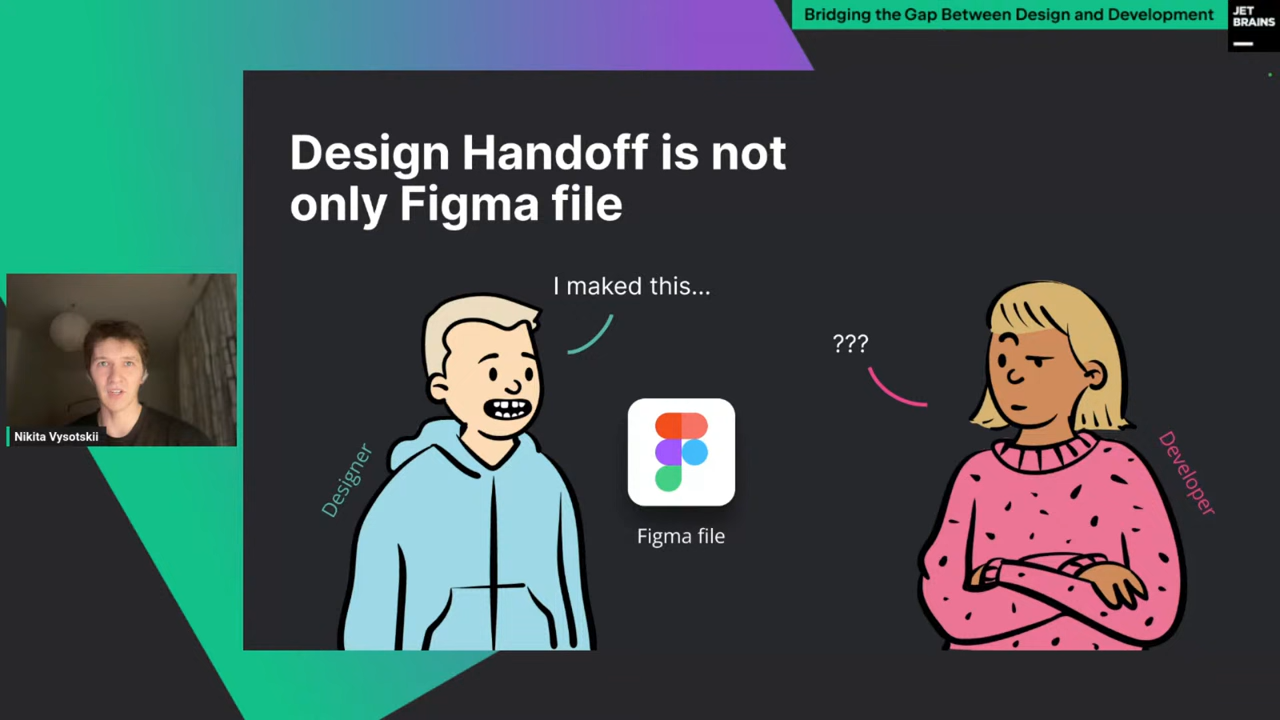 Bridging the Gap Between Design and Development
JET
BRAINS
Design Handoff is not
only Figma file
I maked this...
???
Nikita Vysotskii
Designer
Developer
Figma file